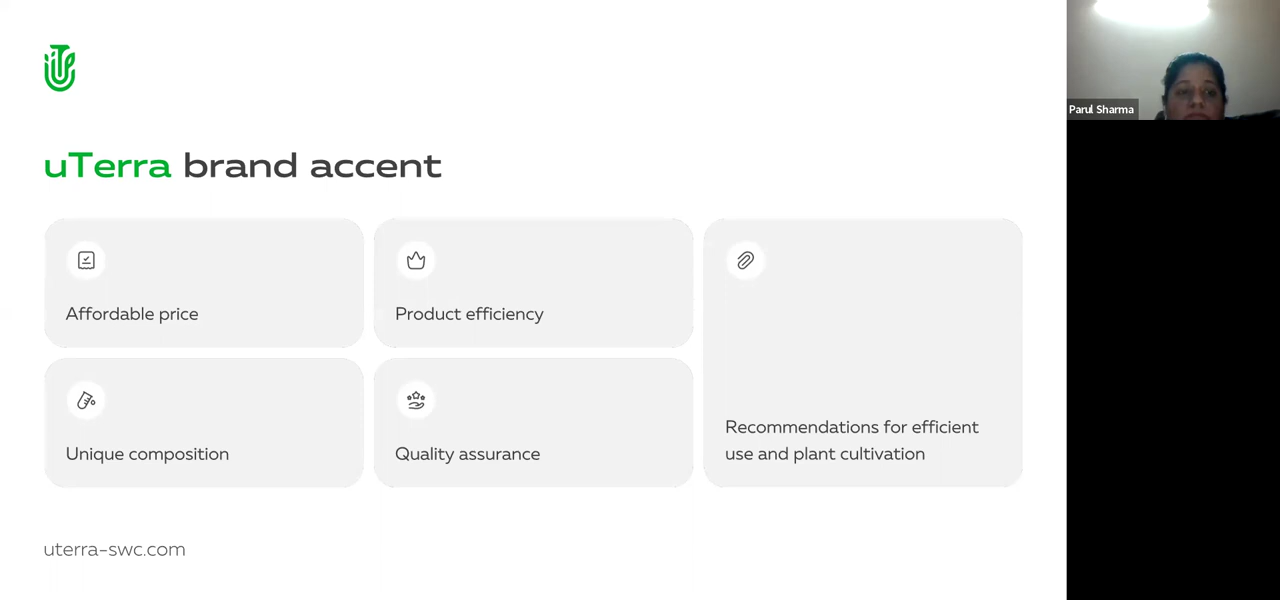 uTerra brand accent
Affordable price
Product efficiency
Unique composition
Quality assurance
Recommendations for efficient
use and plant cultivation
uterra-swc.com
Parul Sharma